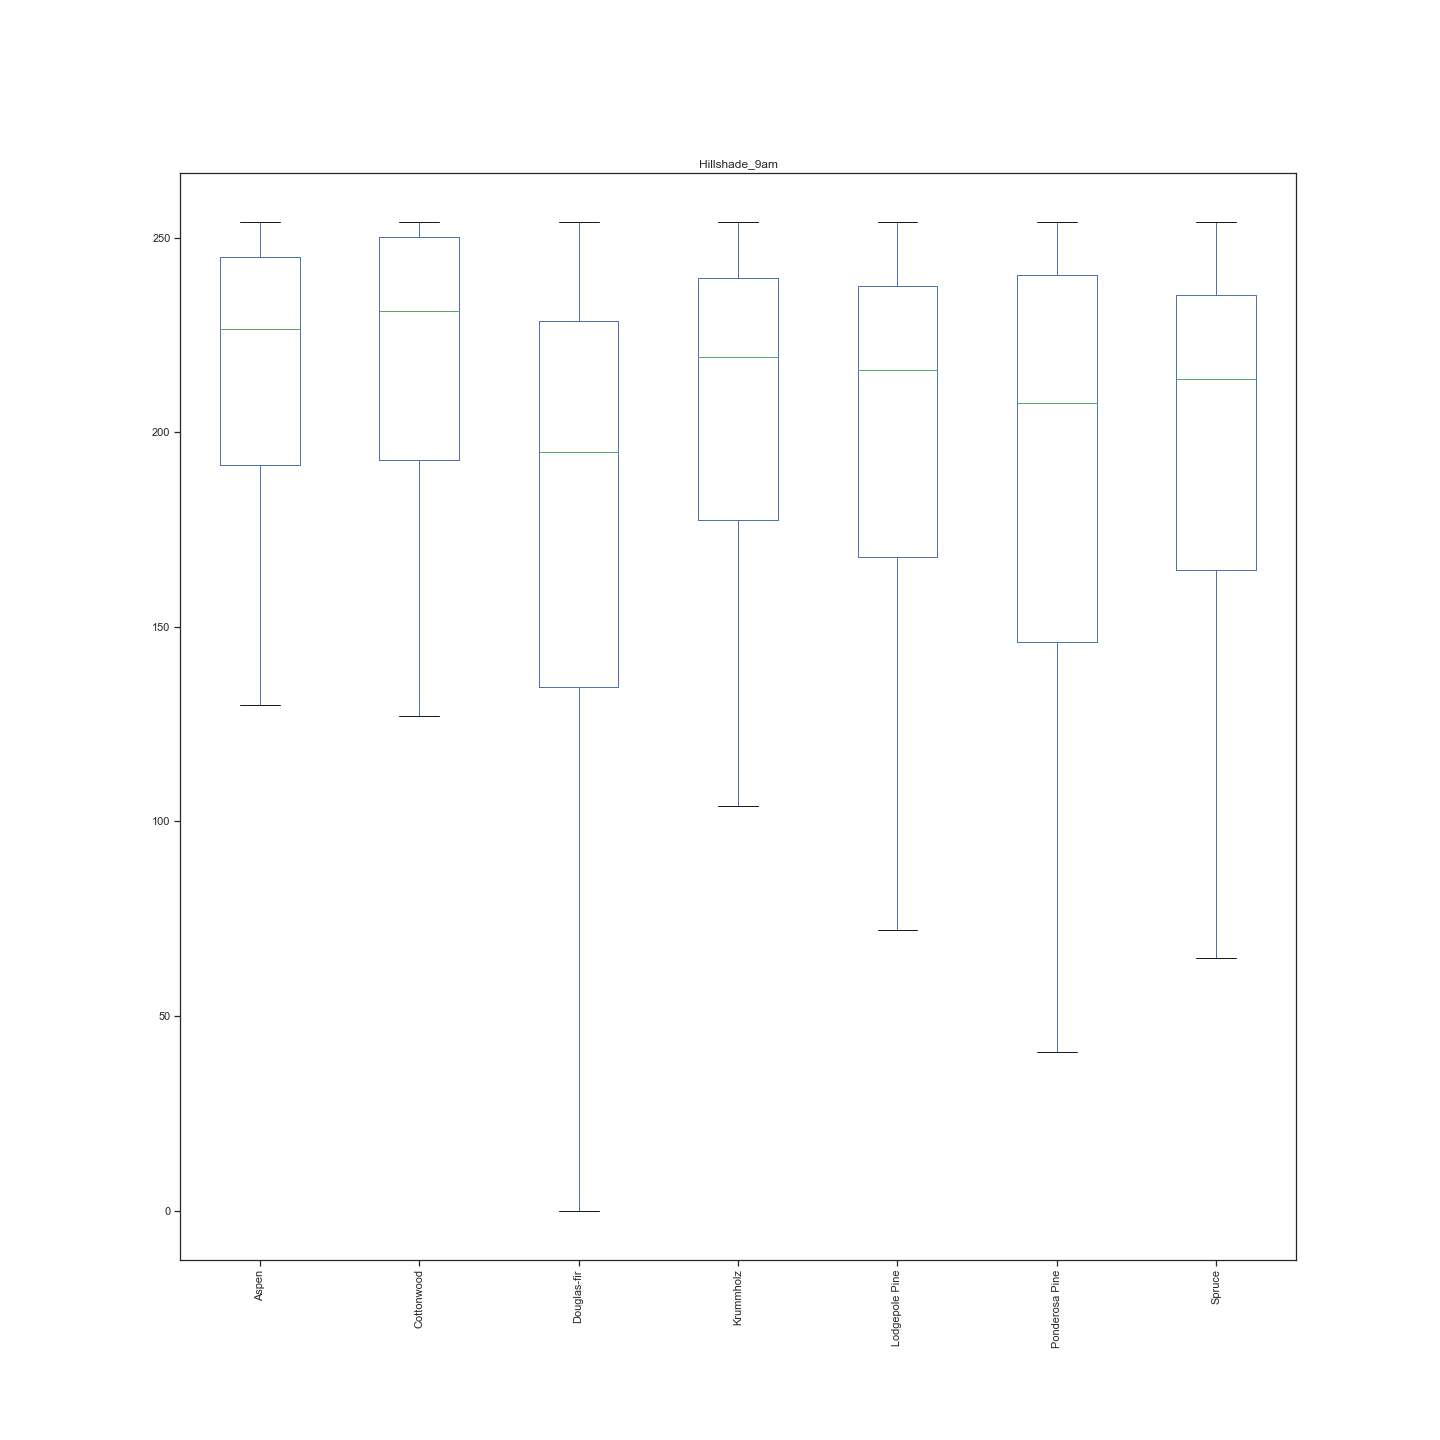 Hillshade_9am
250
200
150
100
50
0
Aspen
Cottonwood
Douglas-fir
Krummholz
Lodgepole Pine
Ponderosa Pine
Spruce